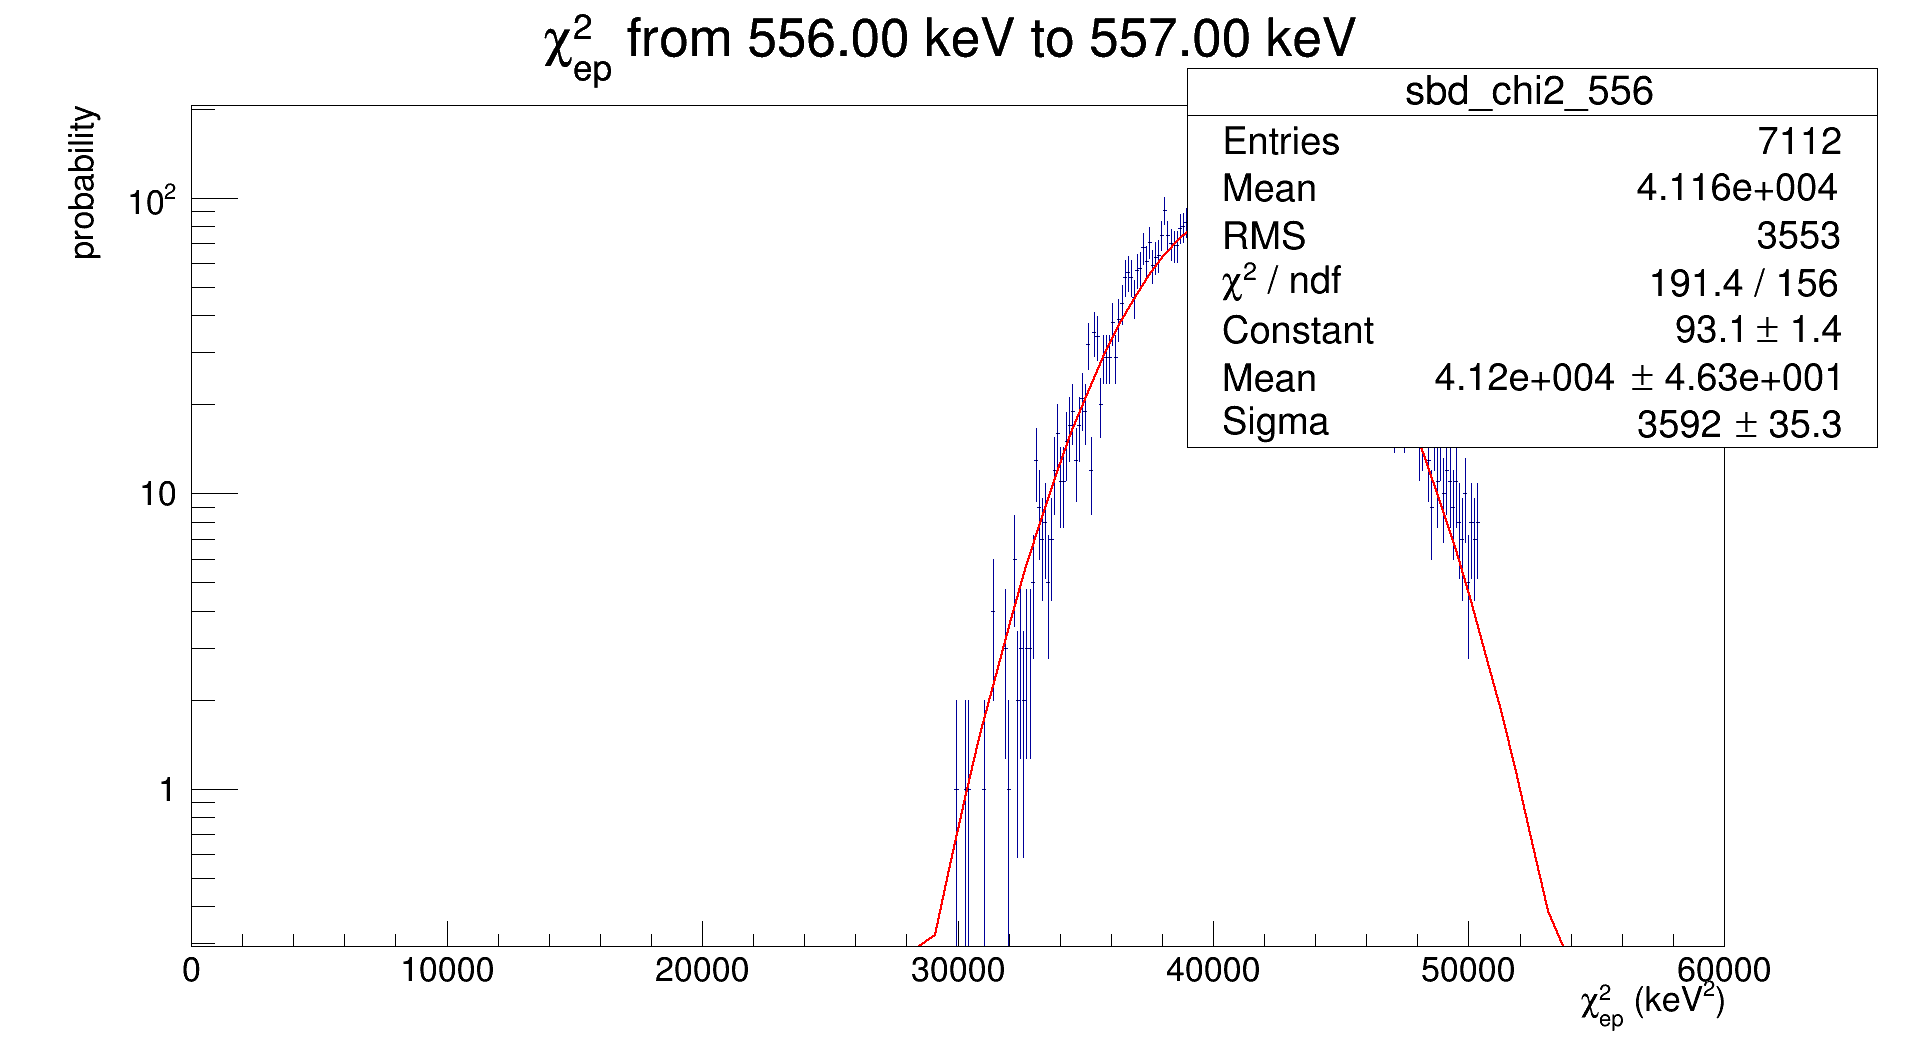 χ²ep from 556.00 keV to 557.00 keV
sbd_chi2_556
Entries 7112
Mean 4.116e+004
RMS 3553
χ² / ndf 191.4 / 156
Constant 93.1 ± 1.4
Mean 4.12e+004 ± 4.63e+001
Sigma 3592 ± 35.3
probability
10²
10
1
0 10000 20000 30000 40000 50000 60000
χ²ep (keV²)